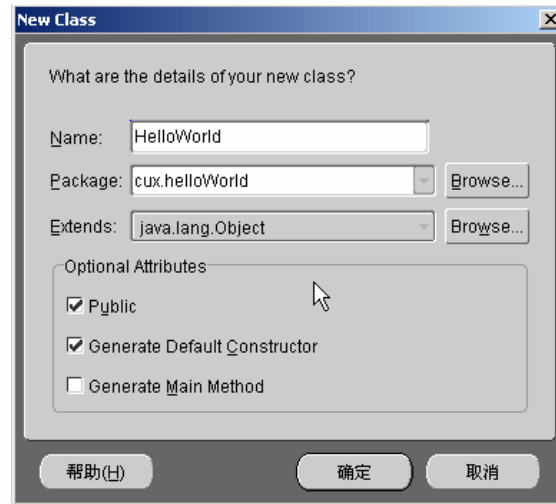 New Class
What are the details of your new class?
Name: HelloWorld
Package: cux.helloWorld Browse...
Extends: java.lang.Object Browse...
Optional Attributes
Public
Generate Default Constructor
Generate Main Method
帮助(H) 确定 取消